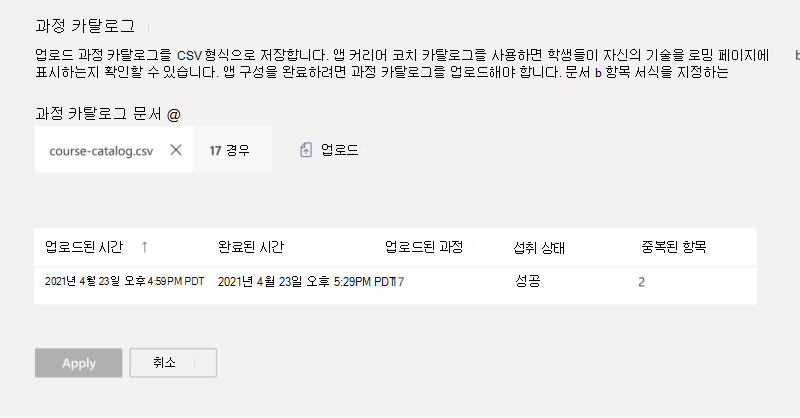 과정 카탈로그
업로드 과정 카탈로그를 CSV 형식으로 저장합니다. 앱 커리어 코치 카탈로그를 사용하면 학생들이 자신의 기술을 로밍 페이지에 b
표시하는지 확인할 수 있습니다. 앱 구성을 완료하려면 과정 카탈로그를 업로드해야 합니다. 문서 b 항목 서식을 지정하는
과정 카탈로그 문서 @
course-catalog.csv 17 경우 업로드
업로드된 시간 ↑ 완료된 시간 업로드된 과정 섭취 상태 중복된 항목
2021년 4월 23일 오후 4:59PM PDT 2021년 4월 23일 오후 5:29PM PDT 17 성공 2
Apply 취소